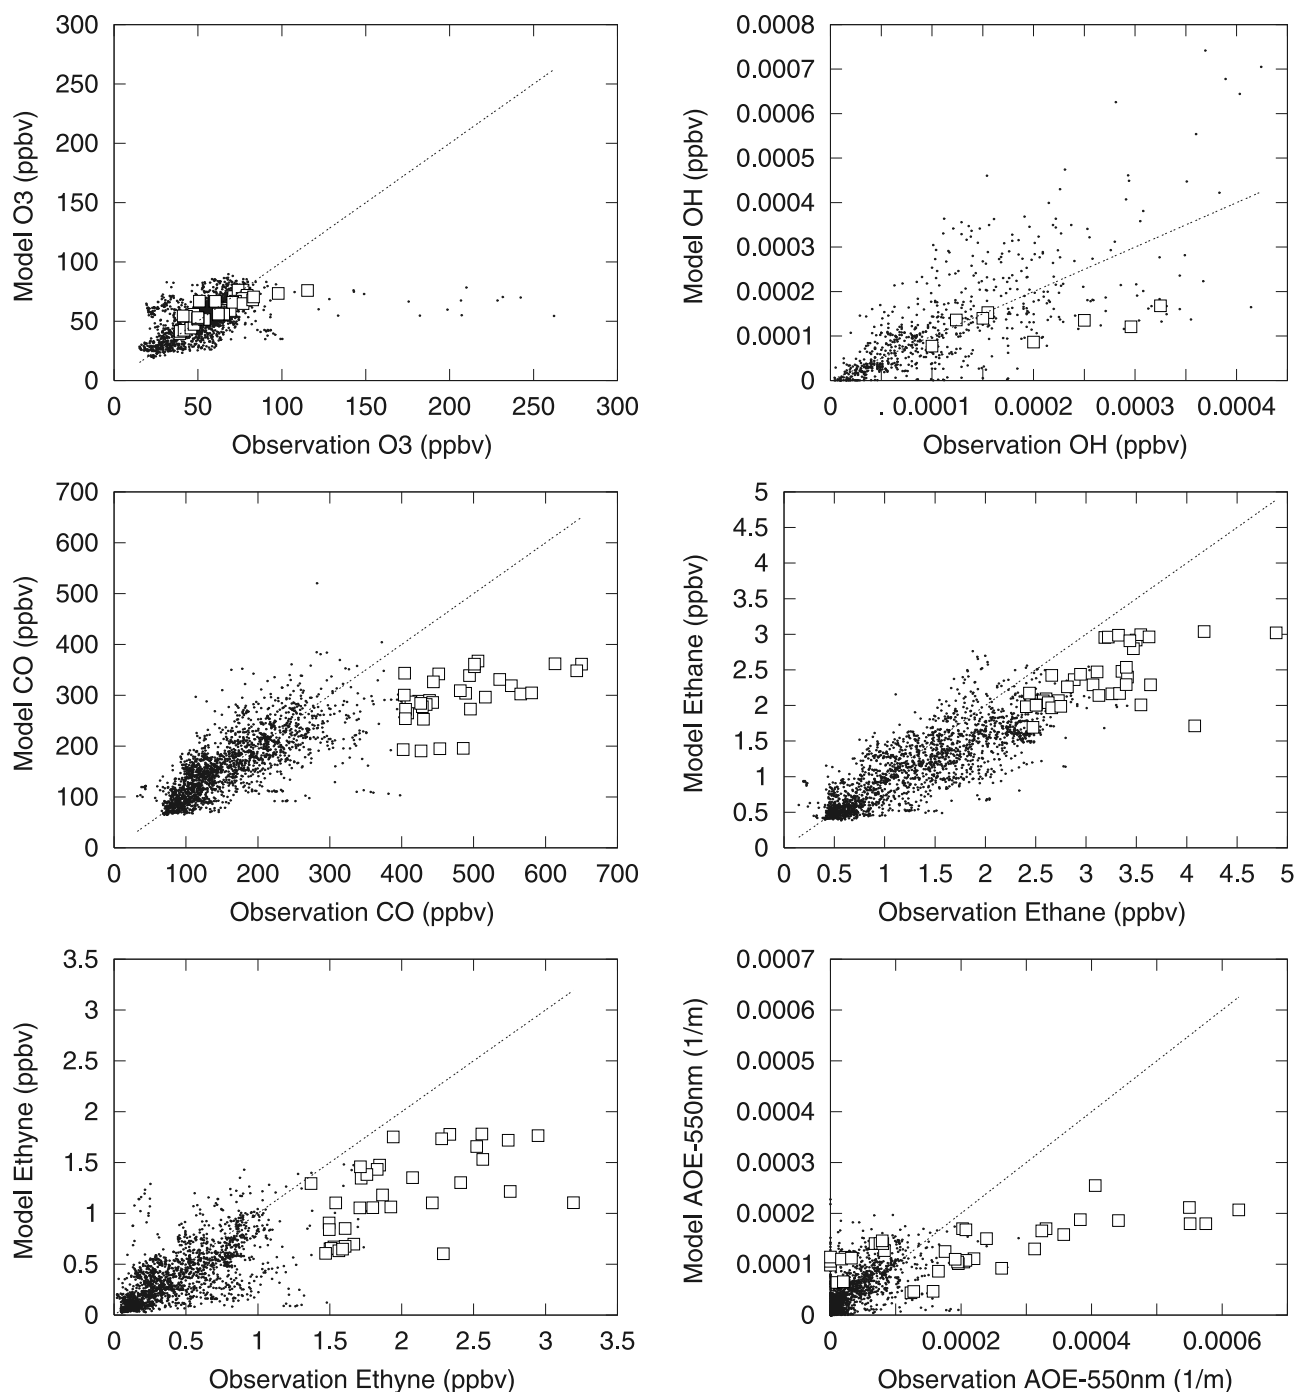 300
250
200
150
100
50
0
Model O3 (ppbv)
0 50 100 150 200 250 300
Observation O3 (ppbv)
0.0008
0.0007
0.0006
0.0005
0.0004
0.0003
0.0002
0.0001
0
Model OH (ppbv)
0 0.0001 0.0002 0.0003 0.0004
Observation OH (ppbv)
700
600
500
400
300
200
100
0
Model CO (ppbv)
0 100 200 300 400 500 600 700
Observation CO (ppbv)
5
4.5
4
3.5
3
2.5
2
1.5
1
0.5
0
Model Ethane (ppbv)
0 0.5 1 1.5 2 2.5 3 3.5 4 4.5 5
Observation Ethane (ppbv)
3.5
3
2.5
2
1.5
1
0.5
0
Model Ethyne (ppbv)
0 0.5 1 1.5 2 2.5 3 3.5
Observation Ethyne (ppbv)
0.0007
0.0006
0.0005
0.0004
0.0003
0.0002
0.0001
0
Model AOE-550nm (1/m)
0 0.0002 0.0004 0.0006
Observation AOE-550nm (1/m)